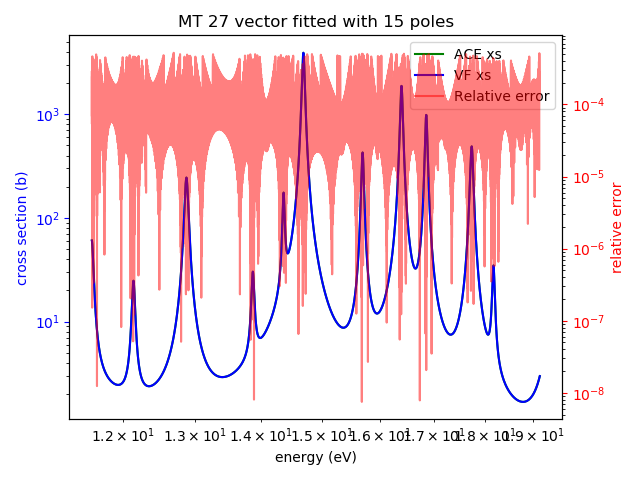 MT 27 vector fitted with 15 poles
ACE xs
VF xs
Relative error
cross section (b)
10³
10²
10¹
relative error
10⁻⁴
10⁻⁵
10⁻⁶
10⁻⁷
10⁻⁸
1.2 × 10¹ 1.3 × 10¹ 1.4 × 10¹ 1.5 × 10¹ 1.6 × 10¹ 1.7 × 10¹ 1.8 × 10¹ 1.9 × 10¹
energy (eV)